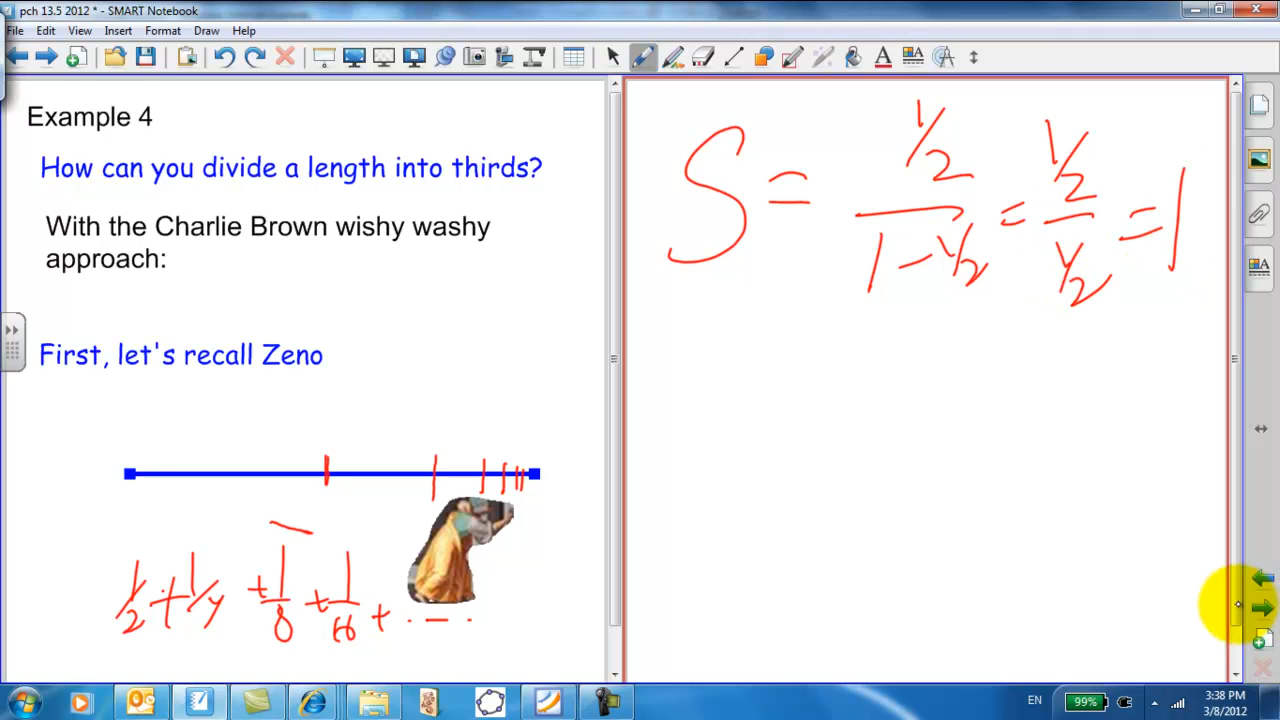 pch 13.5 2012 * - SMART Notebook
File Edit View Insert Format Draw Help
Example 4
How can you divide a length into thirds?
With the Charlie Brown wishy washy
approach:
First, let's recall Zeno
1/2 + 1/4 + 1/8 + 1/16 + . . .
S = 1/2 / 1 - 1/2 = 1/2 / 1/2 = 1
EN
99%
3:38 PM
3/8/2012